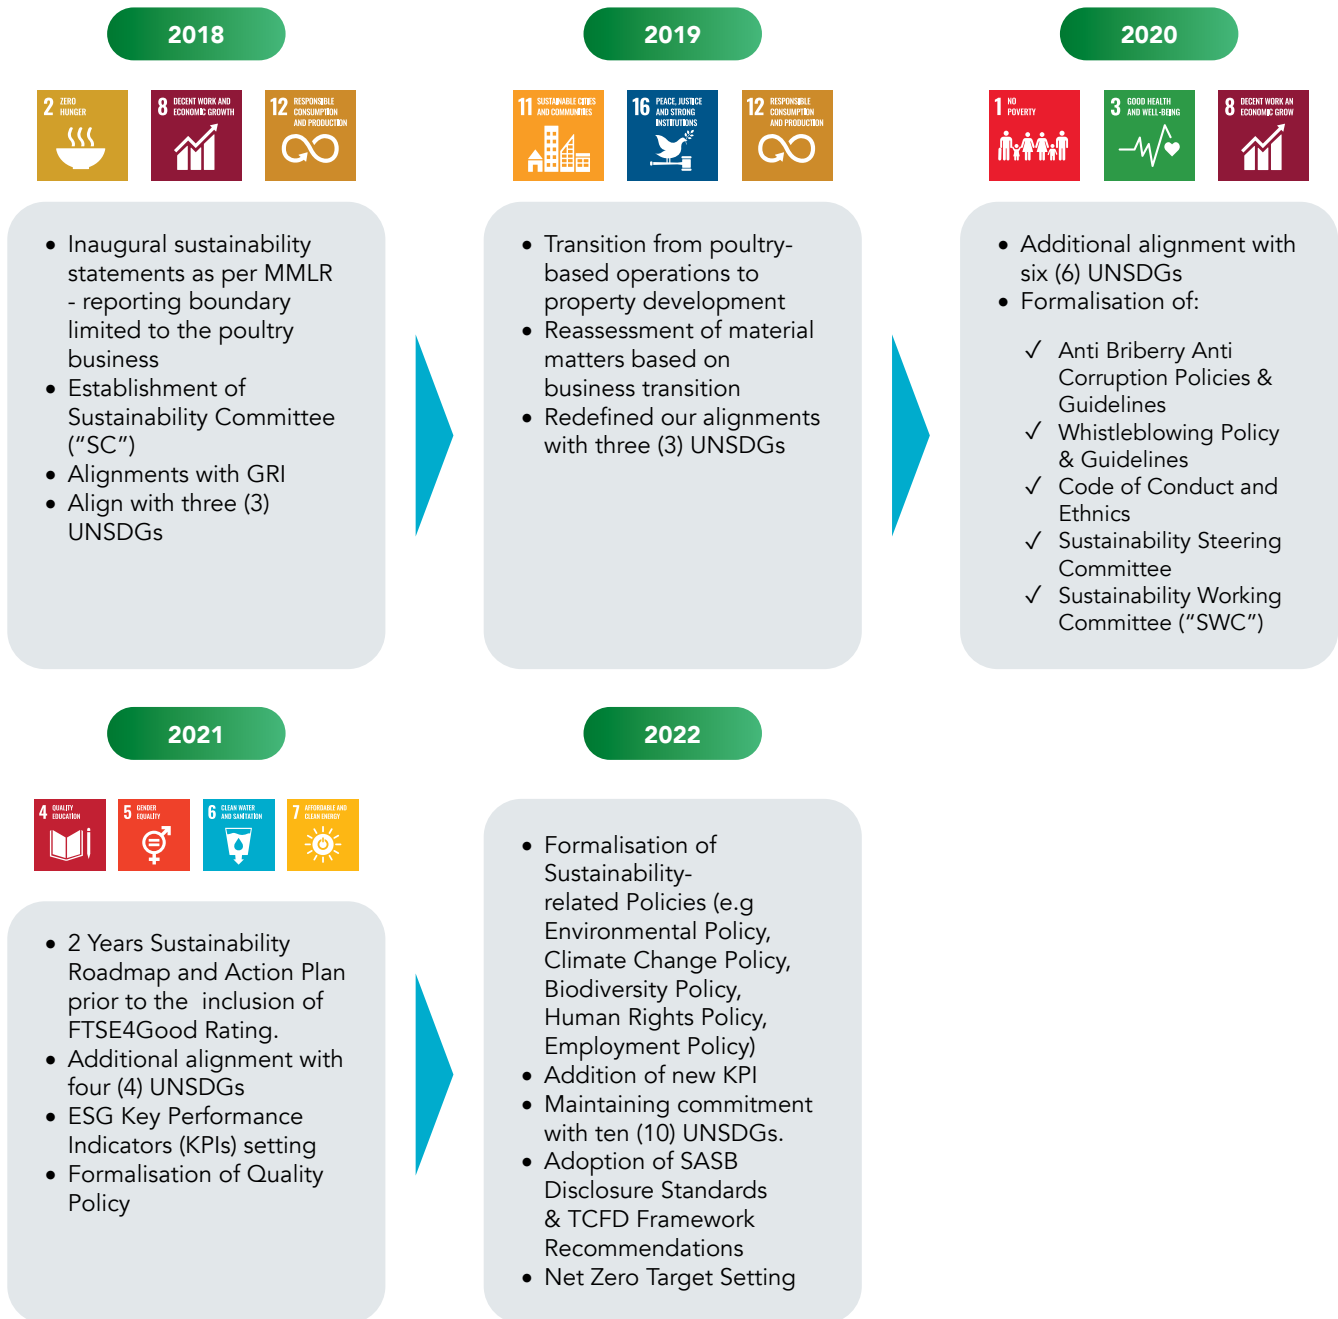 2018
2 ZERO
HUNGER
8 DECENT WORK AND
ECONOMIC GROWTH
12 RESPONSIBLE
CONSUMPTION
AND PRODUCTION
• Inaugural sustainability
statements as per MMLR
- reporting boundary
limited to the poultry
business
• Establishment of
Sustainability Committee
(“SC”)
• Alignments with GRI
• Align with three (3)
UNSDGs
2019
11 SUSTAINABLE CITIES
AND COMMUNITIES
16 PEACE, JUSTICE
AND STRONG
INSTITUTIONS
12 RESPONSIBLE
CONSUMPTION
AND PRODUCTION
• Transition from poultry-
based operations to
property development
• Reassessment of material
matters based on
business transition
• Redefined our alignments
with three (3) UNSDGs
2020
1 NO
POVERTY
3 GOOD HEALTH
AND WELL-BEING
8 DECENT WORK AN
ECONOMIC GROW
• Additional alignment with
six (6) UNSDGs
• Formalisation of:
✓ Anti Briberry Anti
Corruption Policies &
Guidelines
✓ Whistleblowing Policy
& Guidelines
✓ Code of Conduct and
Ethnics
✓ Sustainability Steering
Committee
✓ Sustainability Working
Committee (“SWC”)
2021
4 QUALITY
EDUCATION
5 GENDER
EQUALITY
6 CLEAN WATER
AND SANITATION
7 AFFORDABLE AND
CLEAN ENERGY
• 2 Years Sustainability
Roadmap and Action Plan
prior to the inclusion of
FTSE4Good Rating.
• Additional alignment with
four (4) UNSDGs
• ESG Key Performance
Indicators (KPIs) setting
• Formalisation of Quality
Policy
2022
• Formalisation of
Sustainability-
related Policies (e.g
Environmental Policy,
Climate Change Policy,
Biodiversity Policy,
Human Rights Policy,
Employment Policy)
• Addition of new KPI
• Maintaining commitment
with ten (10) UNSDGs.
• Adoption of SASB
Disclosure Standards
& TCFD Framework
Recommendations
• Net Zero Target Setting